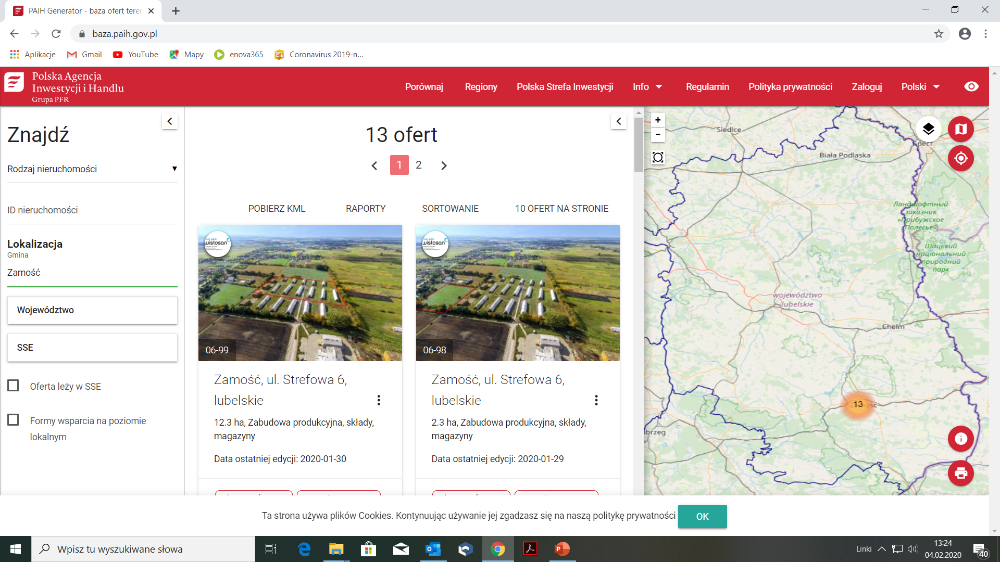 PAIH Generator - baza ofert teren
baza.paih.gov.pl
Aplikacje
Gmail
YouTube
Mapy
enova365
Coronavirus 2019-n...
Polska Agencja
Inwestycji i Handlu
Grupa PFR
Porównaj
Regiony
Polska Strefa Inwestycji
Info
Regulamin
Polityka prywatności
Zaloguj
Polski
Znajdź
Rodzaj nieruchomości
ID nieruchomości
Lokalizacja
Gmina
Zamość
Województwo
SSE
Oferta leży w SSE
Formy wsparcia na poziomie
lokalnym
13 ofert
1
2
POBIERZ KML
RAPORTY
SORTOWANIE
10 OFERT NA STRONIE
wistosan
06-99
Zamość, ul. Strefowa 6,
lubelskie
12.3 ha, Zabudowa produkcyjna, składy,
magazyny
Data ostatniej edycji: 2020-01-30
wistosan
06-98
Zamość, ul. Strefowa 6,
lubelskie
2.3 ha, Zabudowa produkcyjna, składy,
magazyny
Data ostatniej edycji: 2020-01-29
+
-
Siedlce
Biała Podlaska
Брест
Ландшафтный
заказник
«Прибужское
Полесье»
Шацький
національний
природний
парк
województwo
lubelskie
Chełm
13
brzeg
Ta strona używa plików Cookies. Kontynuując używanie jej zgadzasz się na naszą politykę prywatności
OK
Wpisz tu wyszukiwane słowa
Linki
13:24
04.02.2020
40